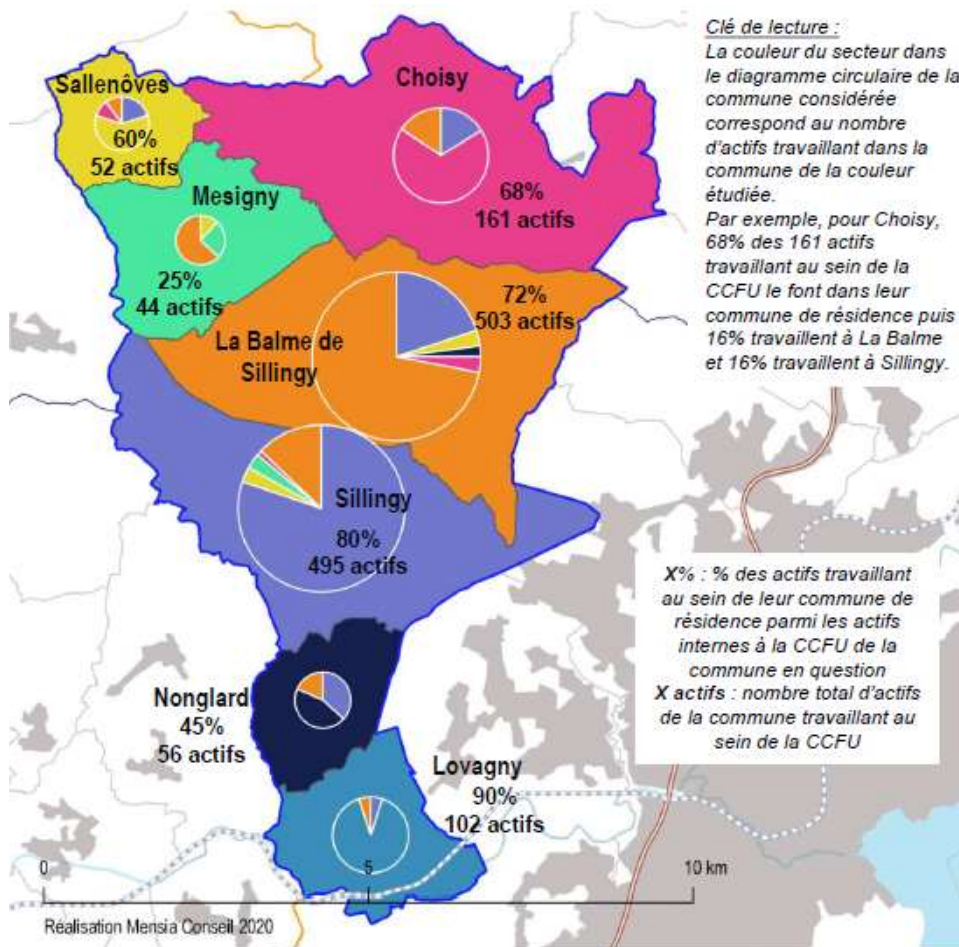 Clé de lecture :
La couleur du secteur dans
le diagramme circulaire de la
commune considérée
correspond au nombre
d'actifs travaillant dans la
commune de la couleur
étudiée.
Par exemple, pour Choisy,
68% des 161 actifs
travaillant au sein de la
CCFU le font dans leur
commune de résidence puis
16% travaillent à La Balme
et 16% travaillent à Sillingy.
Sallenôves
60%
52 actifs
Choisy
68%
161 actifs
Mesigny
25%
44 actifs
72%
503 actifs
La Balme de
Sillingy
Sillingy
80%
495 actifs
X% : % des actifs travaillant
au sein de leur commune de
résidence parmi les actifs
internes à la CCFU de la
commune en question
X actifs : nombre total d'actifs
de la commune travaillant au
sein de la CCFU
Nonglard
45%
56 actifs
Lovagny
90%
102 actifs
0 5 10 km
Réalisation Mensia Conseil 2020